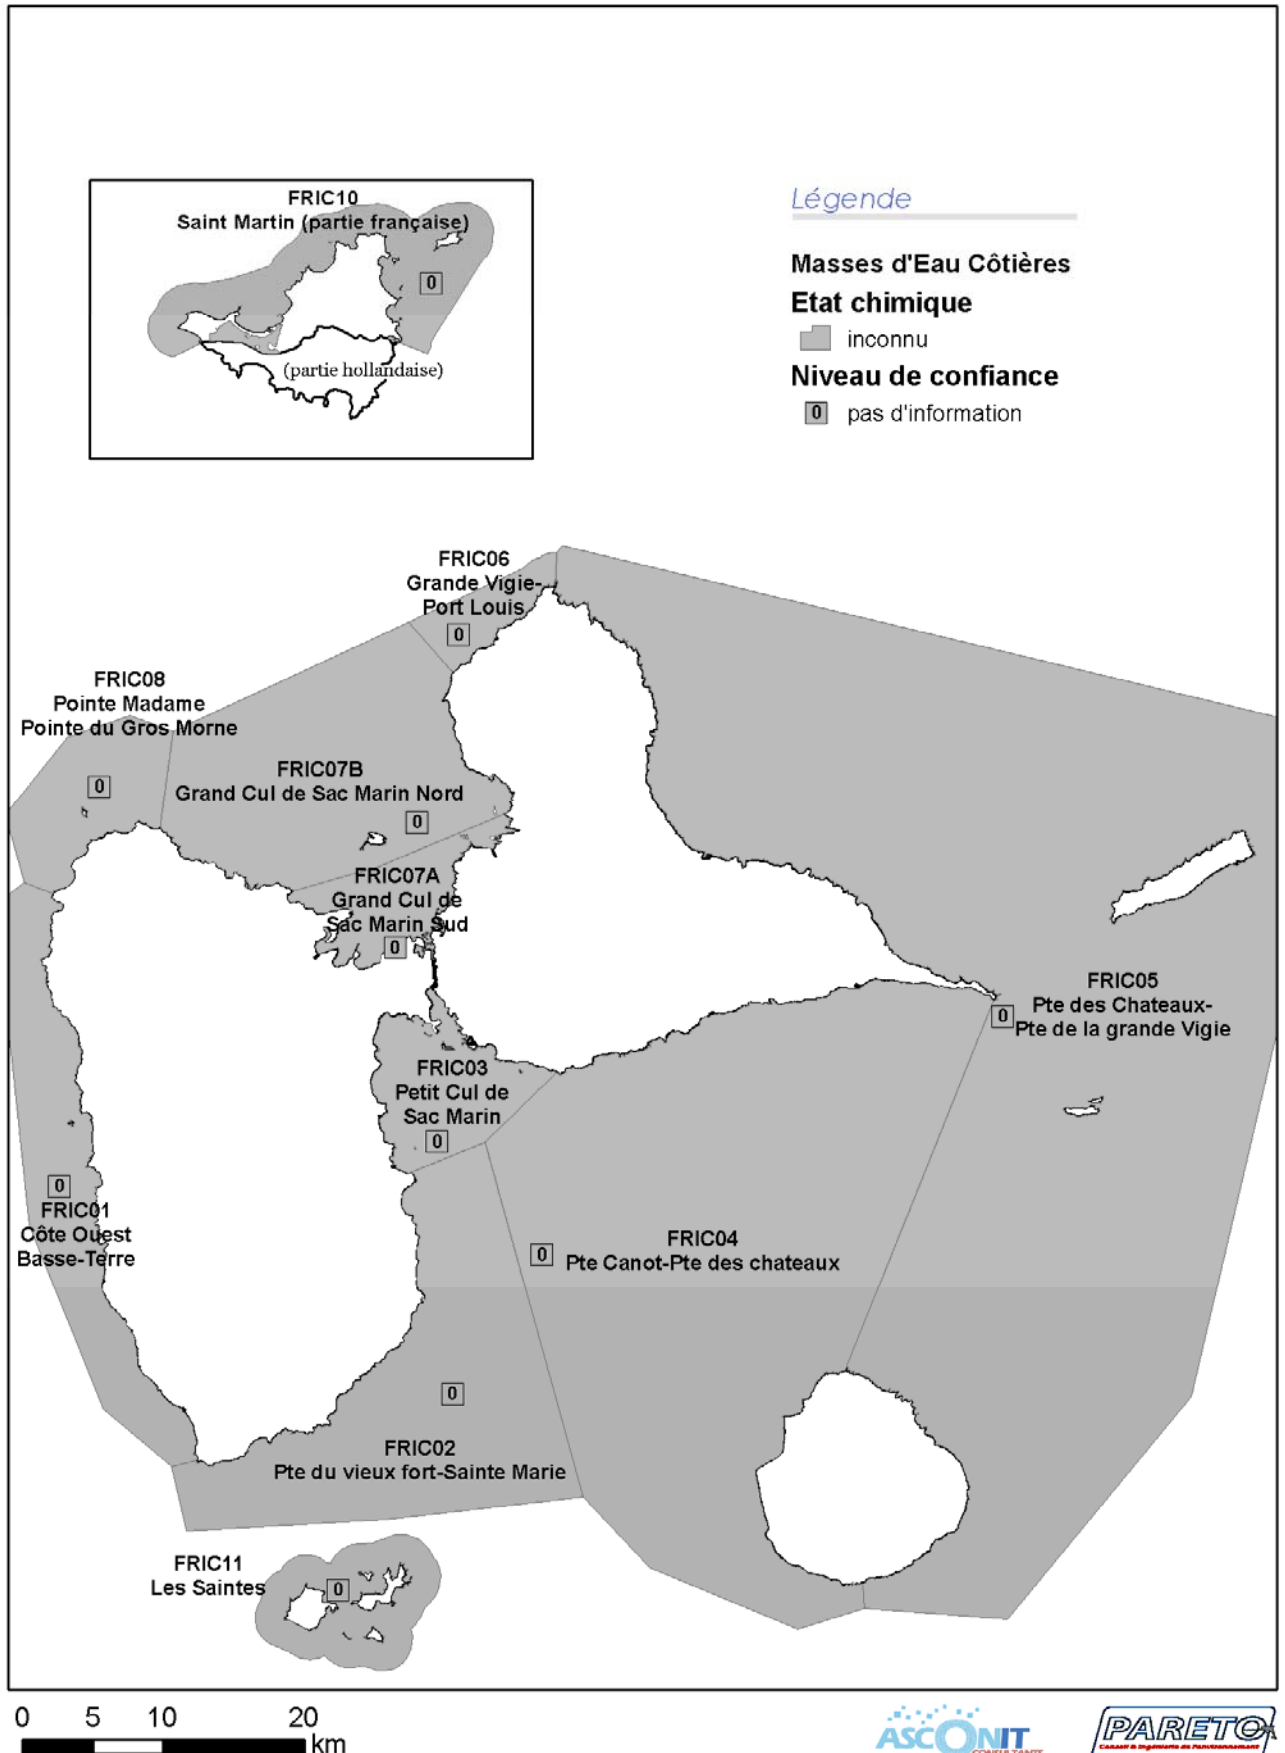 FRIC10
Saint Martin (partie française)
0
(partie hollandaise)
Légende
Masses d'Eau Côtières
Etat chimique
inconnu
Niveau de confiance
0 pas d'information
FRIC06
Grande Vigie-
Port Louis
0
FRIC08
Pointe Madame
Pointe du Gros Morne
0
FRIC07B
Grand Cul de Sac Marin Nord
0
FRIC07A
Grand Cul de
Sac Marin Sud
0
FRIC05
Pte des Chateaux-
Pte de la grande Vigie
0
FRIC03
Petit Cul de
Sac Marin
0
0
FRIC01
Côte Ouest
Basse-Terre
FRIC04
0 Pte Canot-Pte des chateaux
0
FRIC02
Pte du vieux fort-Sainte Marie
FRIC11
Les Saintes
0
0 5 10 20
km
ASCONIT
CONSULTANTS
PARETO
Conseil & Ingénierie de l'environnement